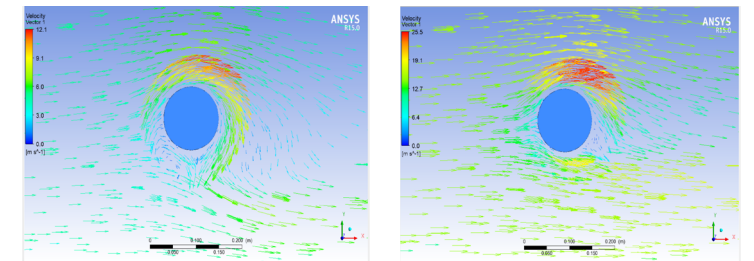 Velocity
Vector 1
12.1
9.1
6.0
3.0
0.0
[m s^-1]
ANSYS
R15.0
0 0.100 0.200 (m)
0.050 0.150
Y
X
Velocity
Vector 1
25.5
19.1
12.7
6.4
0.0
[m s^-1]
ANSYS
R15.0
0 0.100 0.200 (m)
0.050 0.150
X